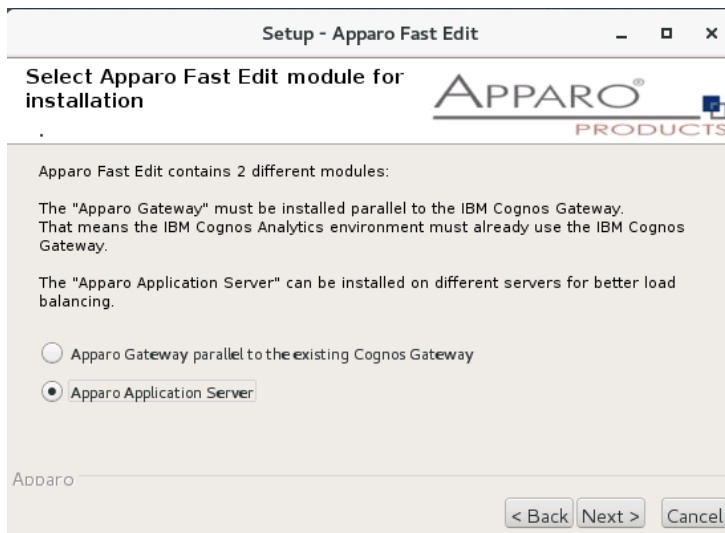 Setup - Apparo Fast Edit
Select Apparo Fast Edit module for
installation
.
APPARO®
PRODUCTS
Apparo Fast Edit contains 2 different modules:
The "Apparo Gateway" must be installed parallel to the IBM Cognos Gateway.
That means the IBM Cognos Analytics environment must already use the IBM Cognos
Gateway.
The "Apparo Application Server" can be installed on different servers for better load
balancing.
Apparo Gateway parallel to the existing Cognos Gateway
Apparo Application Server
Apparo
< Back Next > Cancel